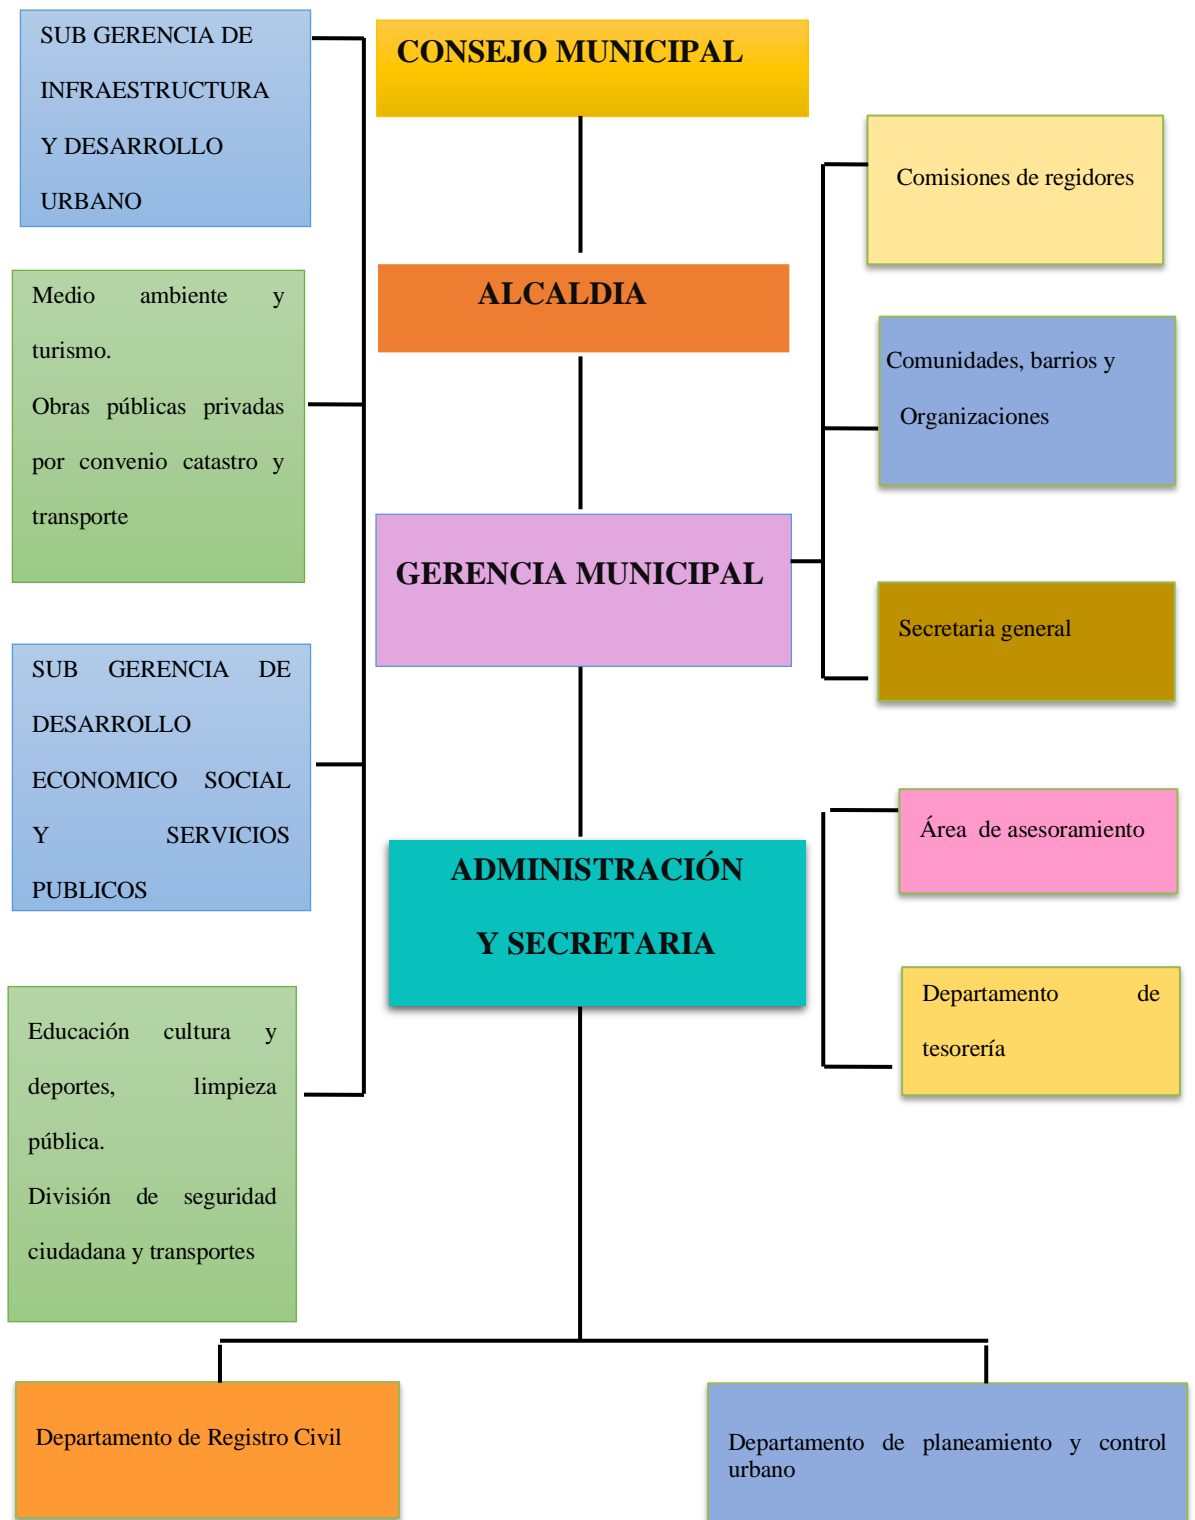 SUB GERENCIA DE
INFRAESTRUCTURA
Y DESARROLLO
URBANO
CONSEJO MUNICIPAL
Comisiones de regidores
Medio ambiente y
turismo.
Obras públicas privadas
por convenio catastro y
transporte
ALCALDIA
Comunidades, barrios y
Organizaciones
GERENCIA MUNICIPAL
Secretaria general
SUB GERENCIA DE
DESARROLLO
ECONOMICO SOCIAL
Y SERVICIOS
PUBLICOS
Área de asesoramiento
ADMINISTRACIÓN
Y SECRETARIA
Departamento de
tesorería
Educación cultura y
deportes, limpieza
pública.
División de seguridad
ciudadana y transportes
Departamento de Registro Civil
Departamento de planeamiento y control
urbano